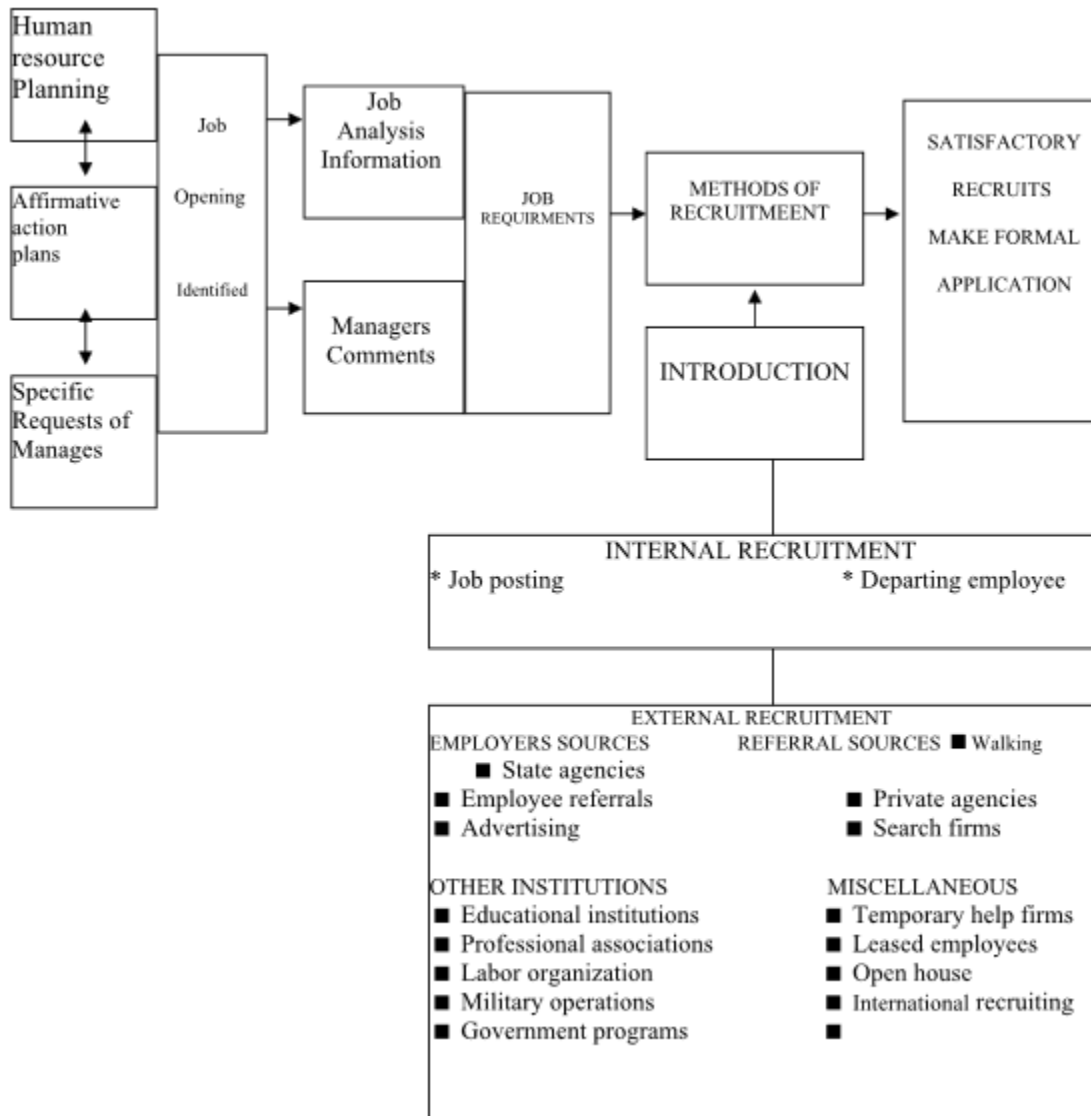 Human
resource
Planning
Affirmative
action
plans
Specific
Requests of
Manages
Job
Opening
Identified
Job
Analysis
Information
Managers
Comments
JOB
REQUIRMENTS
METHODS OF
RECRUITMEENT
INTRODUCTION
SATISFACTORY
RECRUITS
MAKE FORMAL
APPLICATION
INTERNAL RECRUITMENT
* Job posting * Departing employee
EXTERNAL RECRUITMENT
EMPLOYERS SOURCES REFERRAL SOURCES ■ Walking
■ State agencies
■ Employee referrals ■ Private agencies
■ Advertising ■ Search firms
OTHER INSTITUTIONS MISCELLANEOUS
■ Educational institutions ■ Temporary help firms
■ Professional associations ■ Leased employees
■ Labor organization ■ Open house
■ Military operations ■ International recruiting
■ Government programs ■